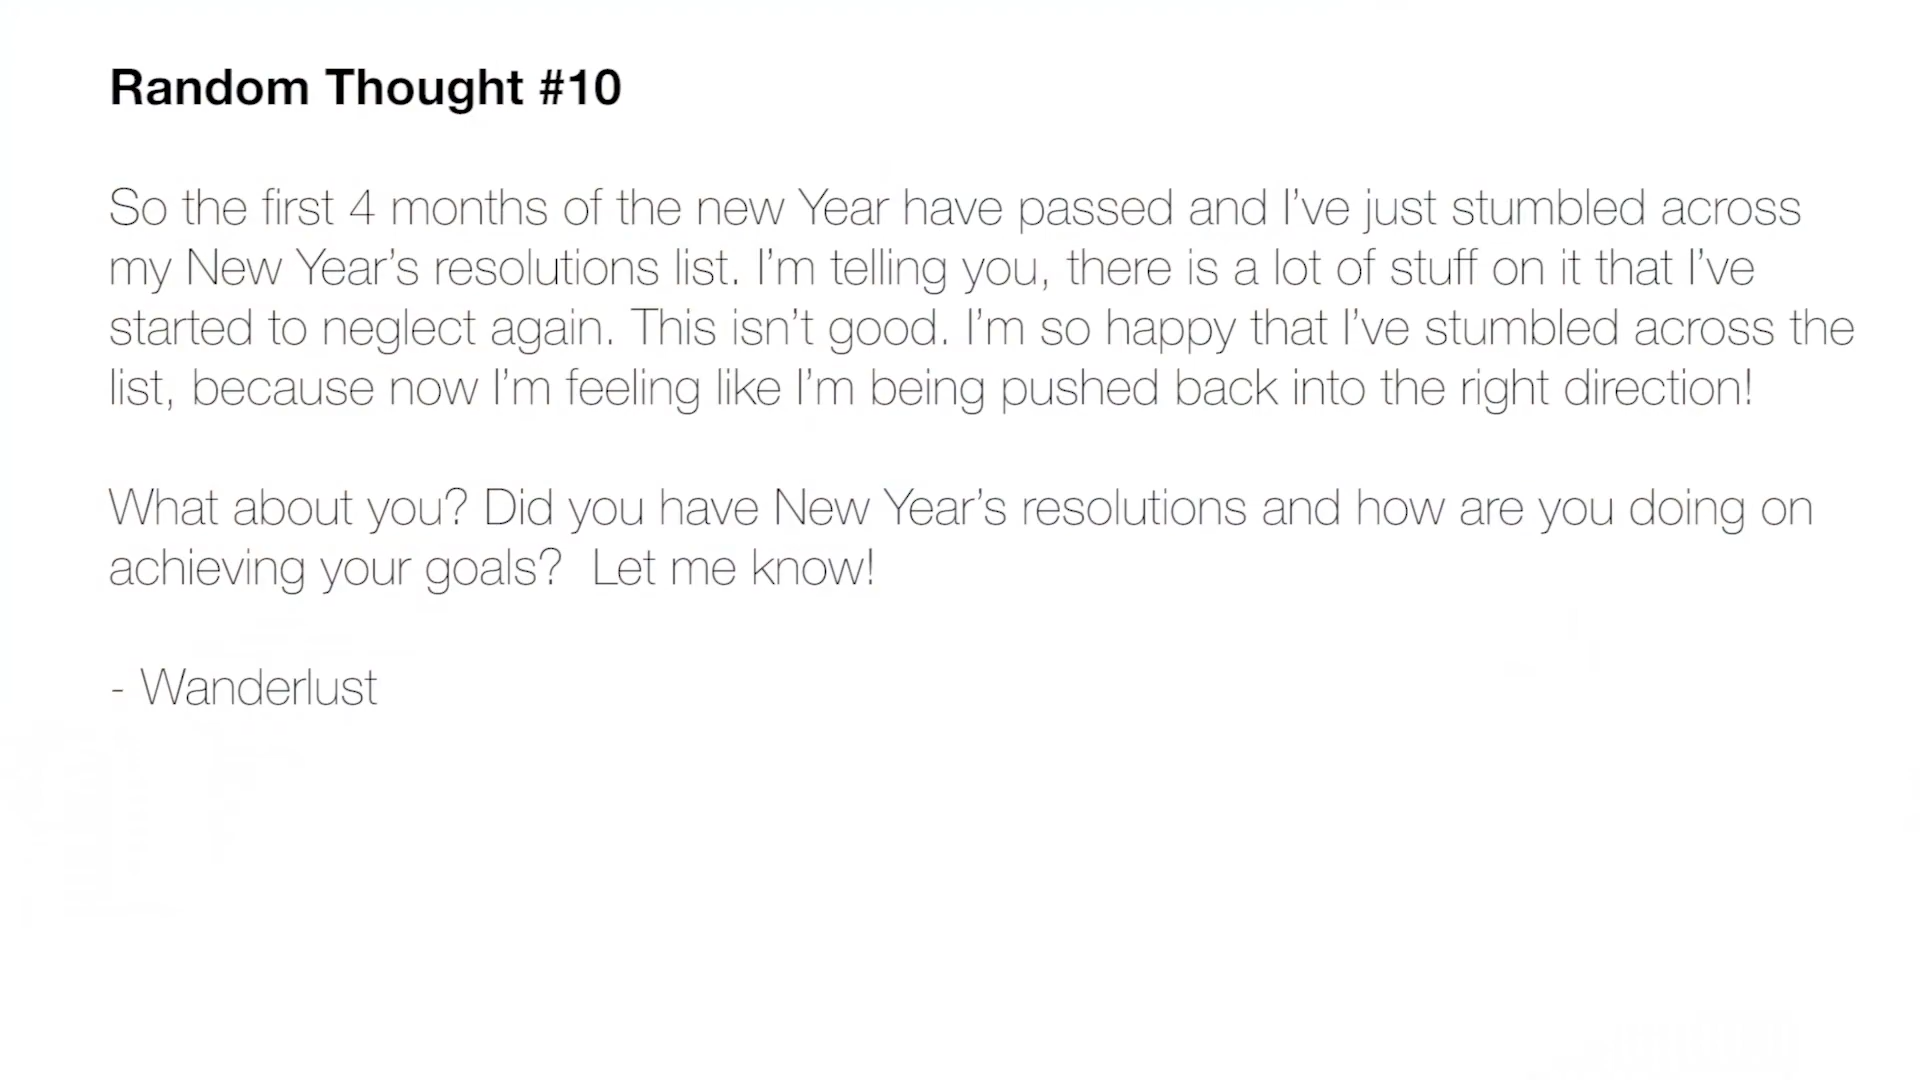 Random Thought #10
So the first 4 months of the new Year have passed and I've just stumbled across
my New Year's resolutions list. I'm telling you, there is a lot of stuff on it that I've
started to neglect again. This isn't good. I'm so happy that I've stumbled across the
list, because now I'm feeling like I'm being pushed back into the right direction!
What about you? Did you have New Year's resolutions and how are you doing on
achieving your goals?  Let me know!
- Wanderlust